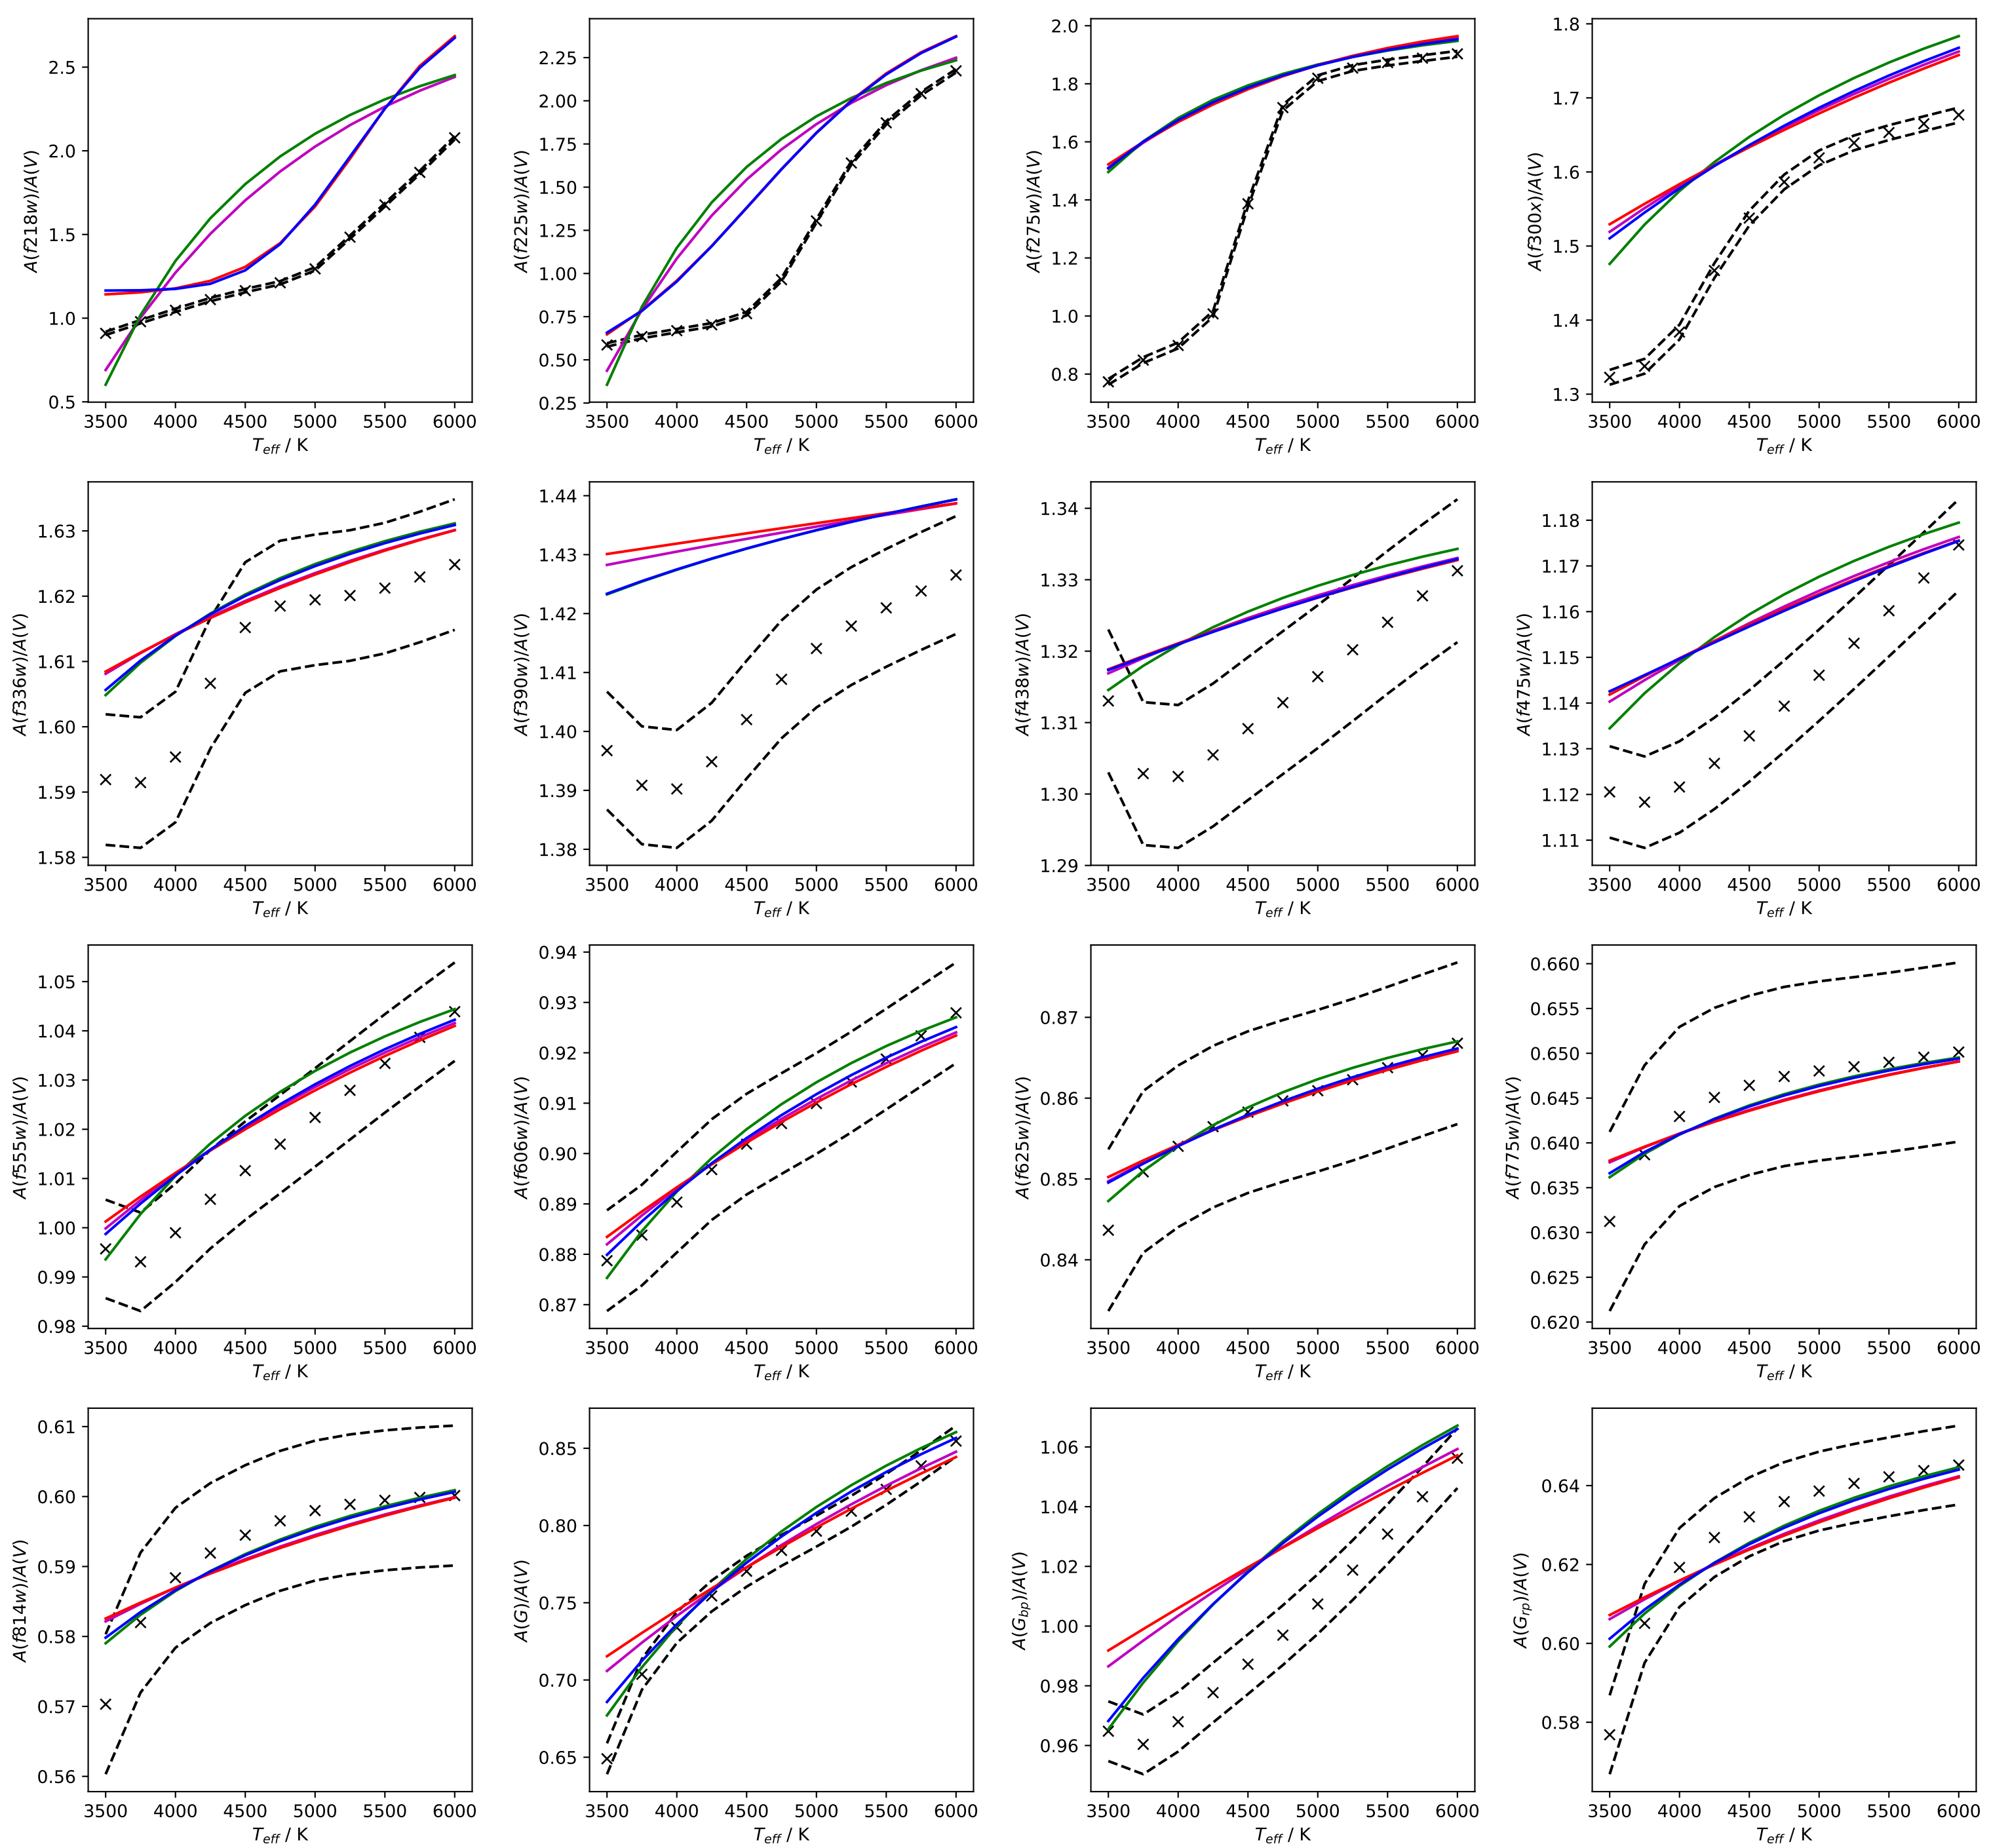 A(f218w)/A(V)
2.5
2.0
1.5
1.0
0.5
3500 4000 4500 5000 5500 6000
T_eff / K
A(f225w)/A(V)
2.25
2.00
1.75
1.50
1.25
1.00
0.75
0.50
0.25
3500 4000 4500 5000 5500 6000
T_eff / K
A(f275w)/A(V)
2.0
1.8
1.6
1.4
1.2
1.0
0.8
3500 4000 4500 5000 5500 6000
T_eff / K
A(f300x)/A(V)
1.8
1.7
1.6
1.5
1.4
1.3
3500 4000 4500 5000 5500 6000
T_eff / K
A(f336w)/A(V)
1.63
1.62
1.61
1.60
1.59
1.58
3500 4000 4500 5000 5500 6000
T_eff / K
A(f390w)/A(V)
1.44
1.43
1.42
1.41
1.40
1.39
1.38
3500 4000 4500 5000 5500 6000
T_eff / K
A(f438w)/A(V)
1.34
1.33
1.32
1.31
1.30
1.29
3500 4000 4500 5000 5500 6000
T_eff / K
A(f475w)/A(V)
1.18
1.17
1.16
1.15
1.14
1.13
1.12
1.11
3500 4000 4500 5000 5500 6000
T_eff / K
A(f555w)/A(V)
1.05
1.04
1.03
1.02
1.01
1.00
0.99
0.98
3500 4000 4500 5000 5500 6000
T_eff / K
A(f606w)/A(V)
0.94
0.93
0.92
0.91
0.90
0.89
0.88
0.87
3500 4000 4500 5000 5500 6000
T_eff / K
A(f625w)/A(V)
0.87
0.86
0.85
0.84
3500 4000 4500 5000 5500 6000
T_eff / K
A(f775w)/A(V)
0.660
0.655
0.650
0.645
0.640
0.635
0.630
0.625
0.620
3500 4000 4500 5000 5500 6000
T_eff / K
A(f814w)/A(V)
0.61
0.60
0.59
0.58
0.57
0.56
3500 4000 4500 5000 5500 6000
T_eff / K
A(G)/A(V)
0.85
0.80
0.75
0.70
0.65
3500 4000 4500 5000 5500 6000
T_eff / K
A(G_bp)/A(V)
1.06
1.04
1.02
1.00
0.98
0.96
3500 4000 4500 5000 5500 6000
T_eff / K
A(G_rp)/A(V)
0.64
0.62
0.60
0.58
3500 4000 4500 5000 5500 6000
T_eff / K